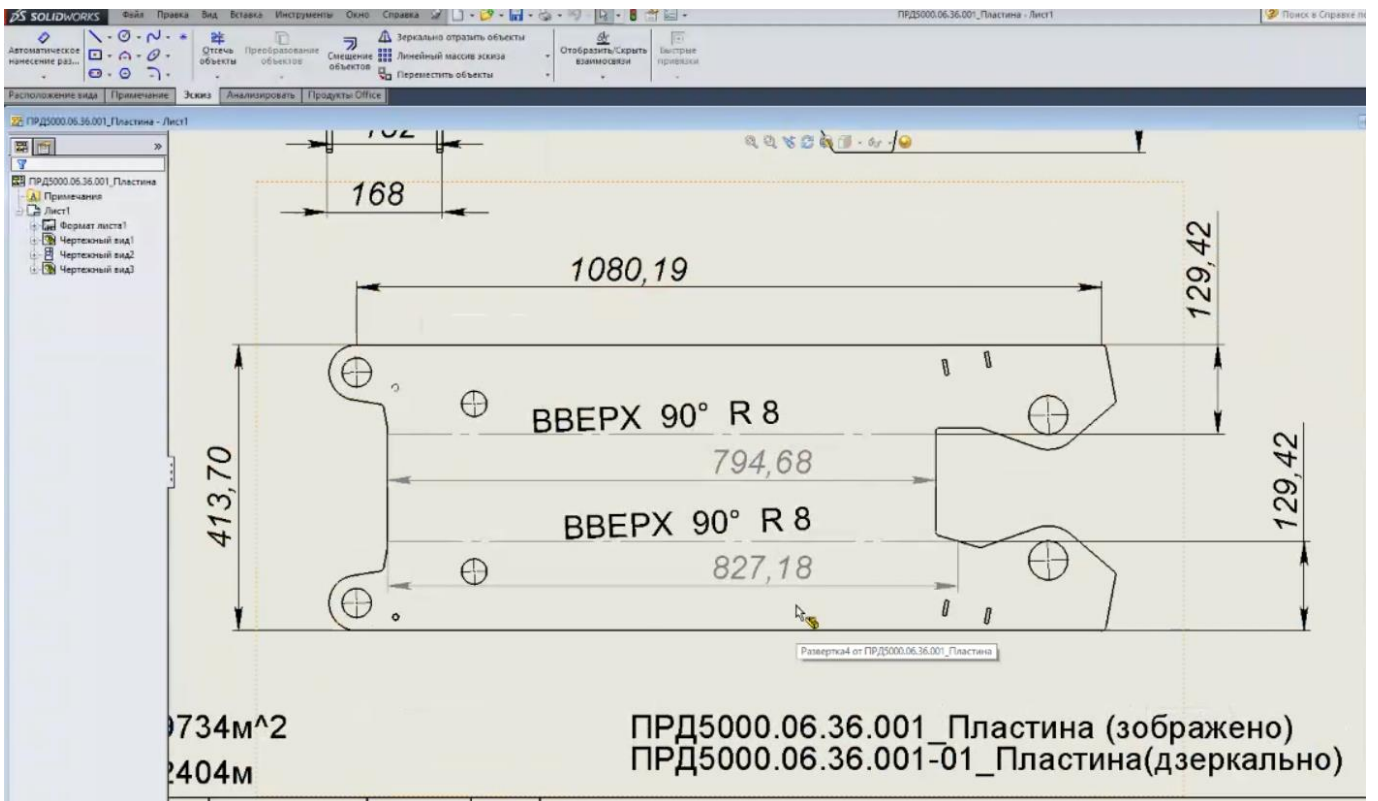 SOLIDWORKS Файл Правка Вид Вставка Инструменты Окно Справка ПРД5000.06.36.001_Пластина - Лист1 Поиск в Справке
Автоматическое нанесение раз...
Отсечь объекты
Преобразование объектов
Смещение объектов
Зеркально отразить объекты
Линейный массив эскиза
Переместить объекты
Отобразить/Скрыть взаимосвязи
Быстрые привязки
Расположение вида Примечание Эскиз Анализировать Продукты Office
ПРД5000.06.36.001_Пластина - Лист1
ПРД5000.06.36.001_Пластина
Примечания
Лист1
Формат листа1
Чертежный вид1
Чертежный вид2
Чертежный вид3
168
1080,19
129,42
413,70
ВВЕРХ 90° R 8
794,68
129,42
ВВЕРХ 90° R 8
827,18
Развертка4 от ПРД5000.06.36.001_Пластина
9734м^2
2404м
ПРД5000.06.36.001_Пластина (зображено)
ПРД5000.06.36.001-01_Пластина(дзеркально)